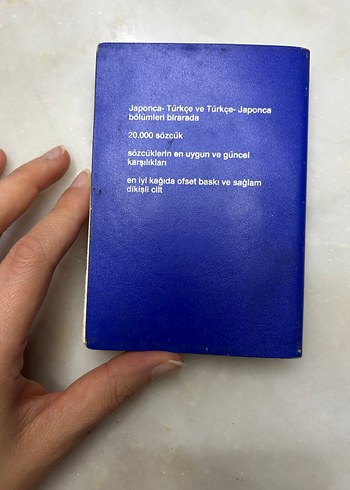 Japonca- Türkçe ve Türkçe- Japonca
bölümleri birarada
20.000 sözcük
sözcüklerin en uygun ve güncel
karşılıkları
en iyi kağıda ofset baskı ve sağlam
dikişli cilt